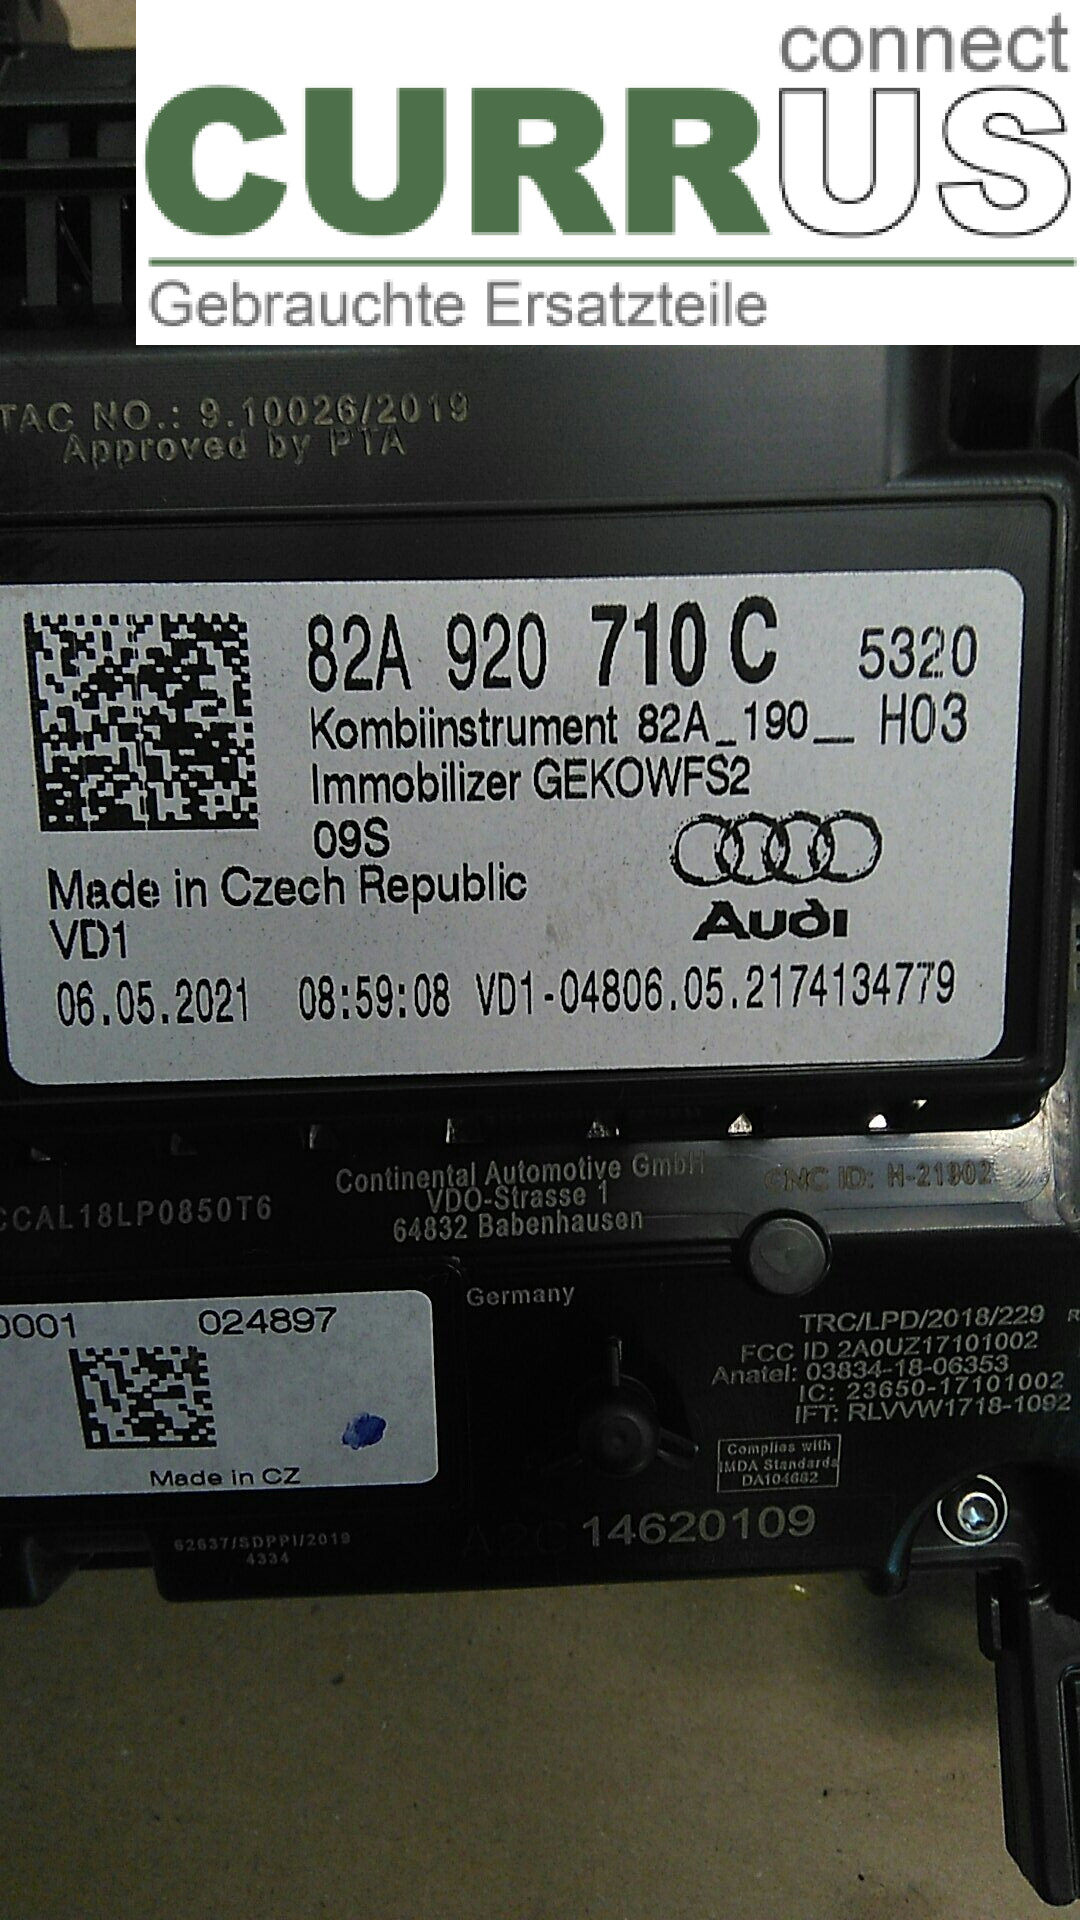 connect
CURRUS
Gebrauchte Ersatzteile
TAC NO.: 9.10026/2019
Approved by PTA
82A 920 710 C 5320
Kombiinstrument 82A_190__ H03
Immobilizer GEKOWFS2
09S
Made in Czech Republic
Audi
VD1
06.05.2021 08:59:08 VD1-04806.05.2174134779
Continental Automotive GmbH
VDO-Strasse 1
64832 Babenhausen
Germany
CNC ID: H-21902
CCAL18LP0850T6
0001 024897
Made in CZ
TRC/LPD/2018/229
FCC ID 2A0UZ17101002
Anatel: 03834-18-06353
IC: 23650-17101002
IFT: RLVVW1718-1092
Complies with
IMDA Standards
DA104682
62637/SDPPI/2019
4334
14620109